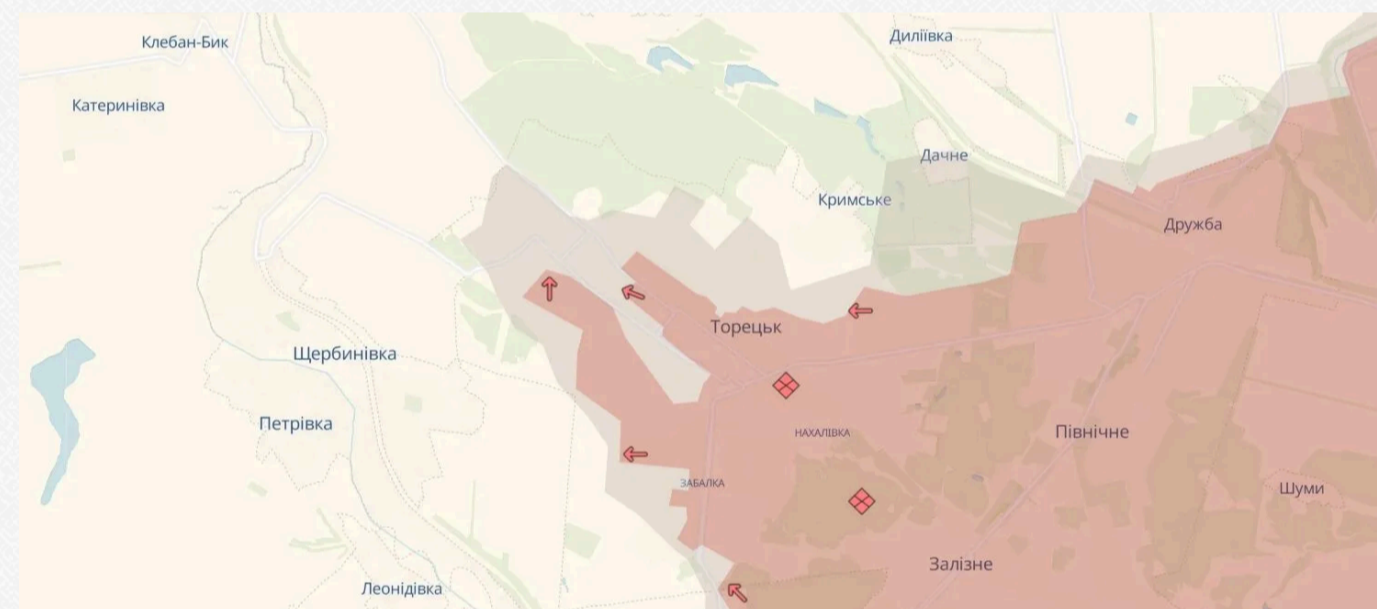 Клебан-Бик
Диліївка
Катеринівка
Дачне
Кримське
Дружба
Торецьк
Щербинівка
Петрівка
НАХАЛІВКА
Північне
ЗАБАЛКА
Шуми
Залізне
Леонідівка